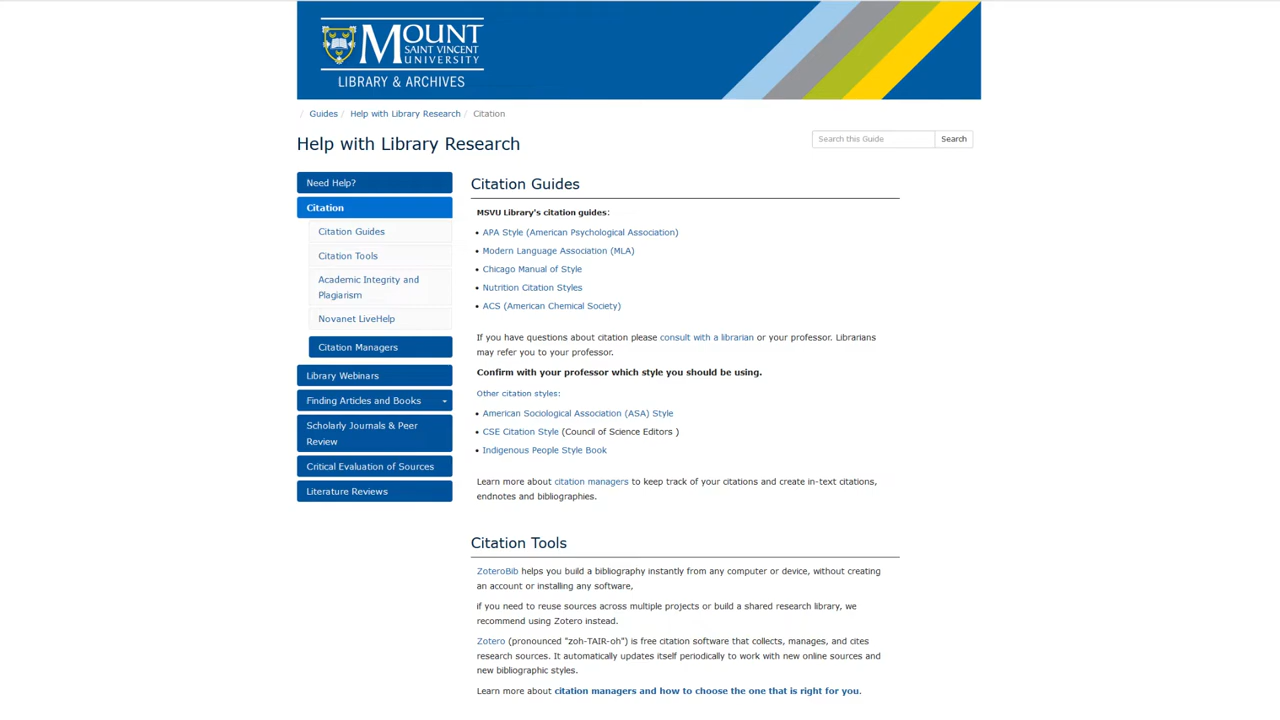 MOUNT
SAINT VINCENT
UNIVERSITY
LIBRARY & ARCHIVES
/ Guides / Help with Library Research / Citation
Help with Library Research
Search this Guide
Search
Need Help?
Citation
Citation Guides
Citation Tools
Academic Integrity and
Plagiarism
Novanet LiveHelp
Citation Managers
Library Webinars
Finding Articles and Books
Scholarly Journals & Peer
Review
Critical Evaluation of Sources
Literature Reviews
Citation Guides
MSVU Library's citation guides:
• APA Style (American Psychological Association)
• Modern Language Association (MLA)
• Chicago Manual of Style
• Nutrition Citation Styles
• ACS (American Chemical Society)
If you have questions about citation please consult with a librarian or your professor. Librarians
may refer you to your professor.
Confirm with your professor which style you should be using.
Other citation styles:
• American Sociological Association (ASA) Style
• CSE Citation Style (Council of Science Editors )
• Indigenous People Style Book
Learn more about citation managers to keep track of your citations and create in-text citations,
endnotes and bibliographies.
Citation Tools
ZoteroBib helps you build a bibliography instantly from any computer or device, without creating
an account or installing any software,
if you need to reuse sources across multiple projects or build a shared research library, we
recommend using Zotero instead.
Zotero (pronounced "zoh-TAIR-oh") is free citation software that collects, manages, and cites
research sources. It automatically updates itself periodically to work with new online sources and
new bibliographic styles.
Learn more about citation managers and how to choose the one that is right for you.